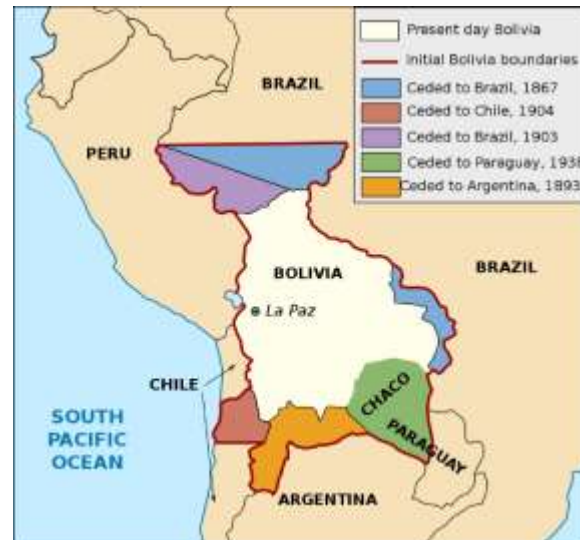 Present day Bolivia
Initial Bolivia boundaries
Ceded to Brazil, 1867
Ceded to Chile, 1904
Ceded to Brazil, 1903
Ceded to Paraguay, 1938
Ceded to Argentina, 1893
BRAZIL
PERU
BOLIVIA
BRAZIL
La Paz
CHILE
CHACO
PARAGUAY
SOUTH
PACIFIC
OCEAN
ARGENTINA